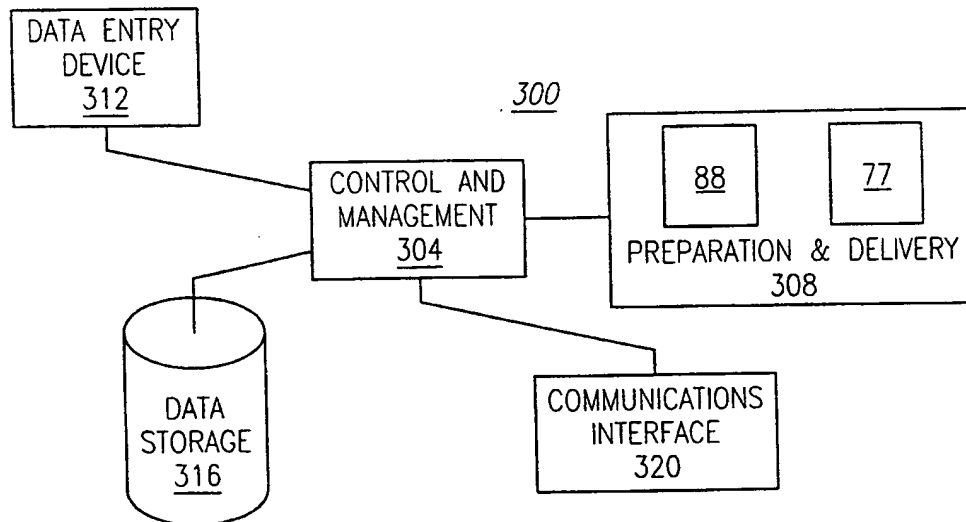 DATA ENTRY
DEVICE
312
300
88
77
PREPARATION & DELIVERY
308
CONTROL AND
MANAGEMENT
304
DATA
STORAGE
316
COMMUNICATIONS
INTERFACE
320